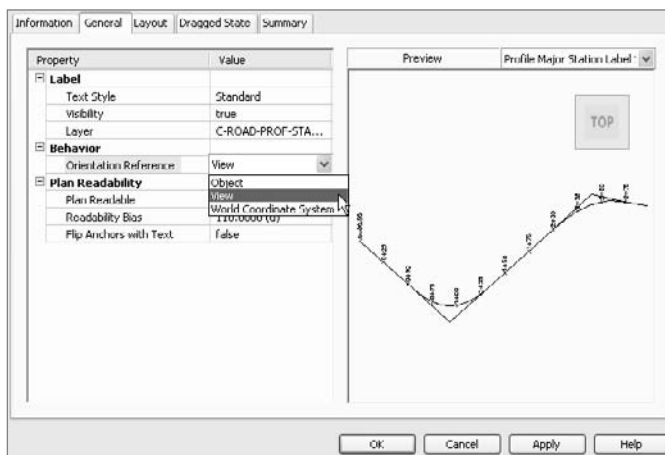 Information General Layout Dragged State Summary
Property Value
Preview Profile Major Station Label
Label
Text Style Standard
Visibility true
Layer C-ROAD-PROF-STA...
Behavior
Orientation Reference View
Plan Readability Object
Plan Readable View
World Coordinate System
Readability Bias 110.0000 (d)
Flip Anchors with Text false
TOP
OK Cancel Apply Help